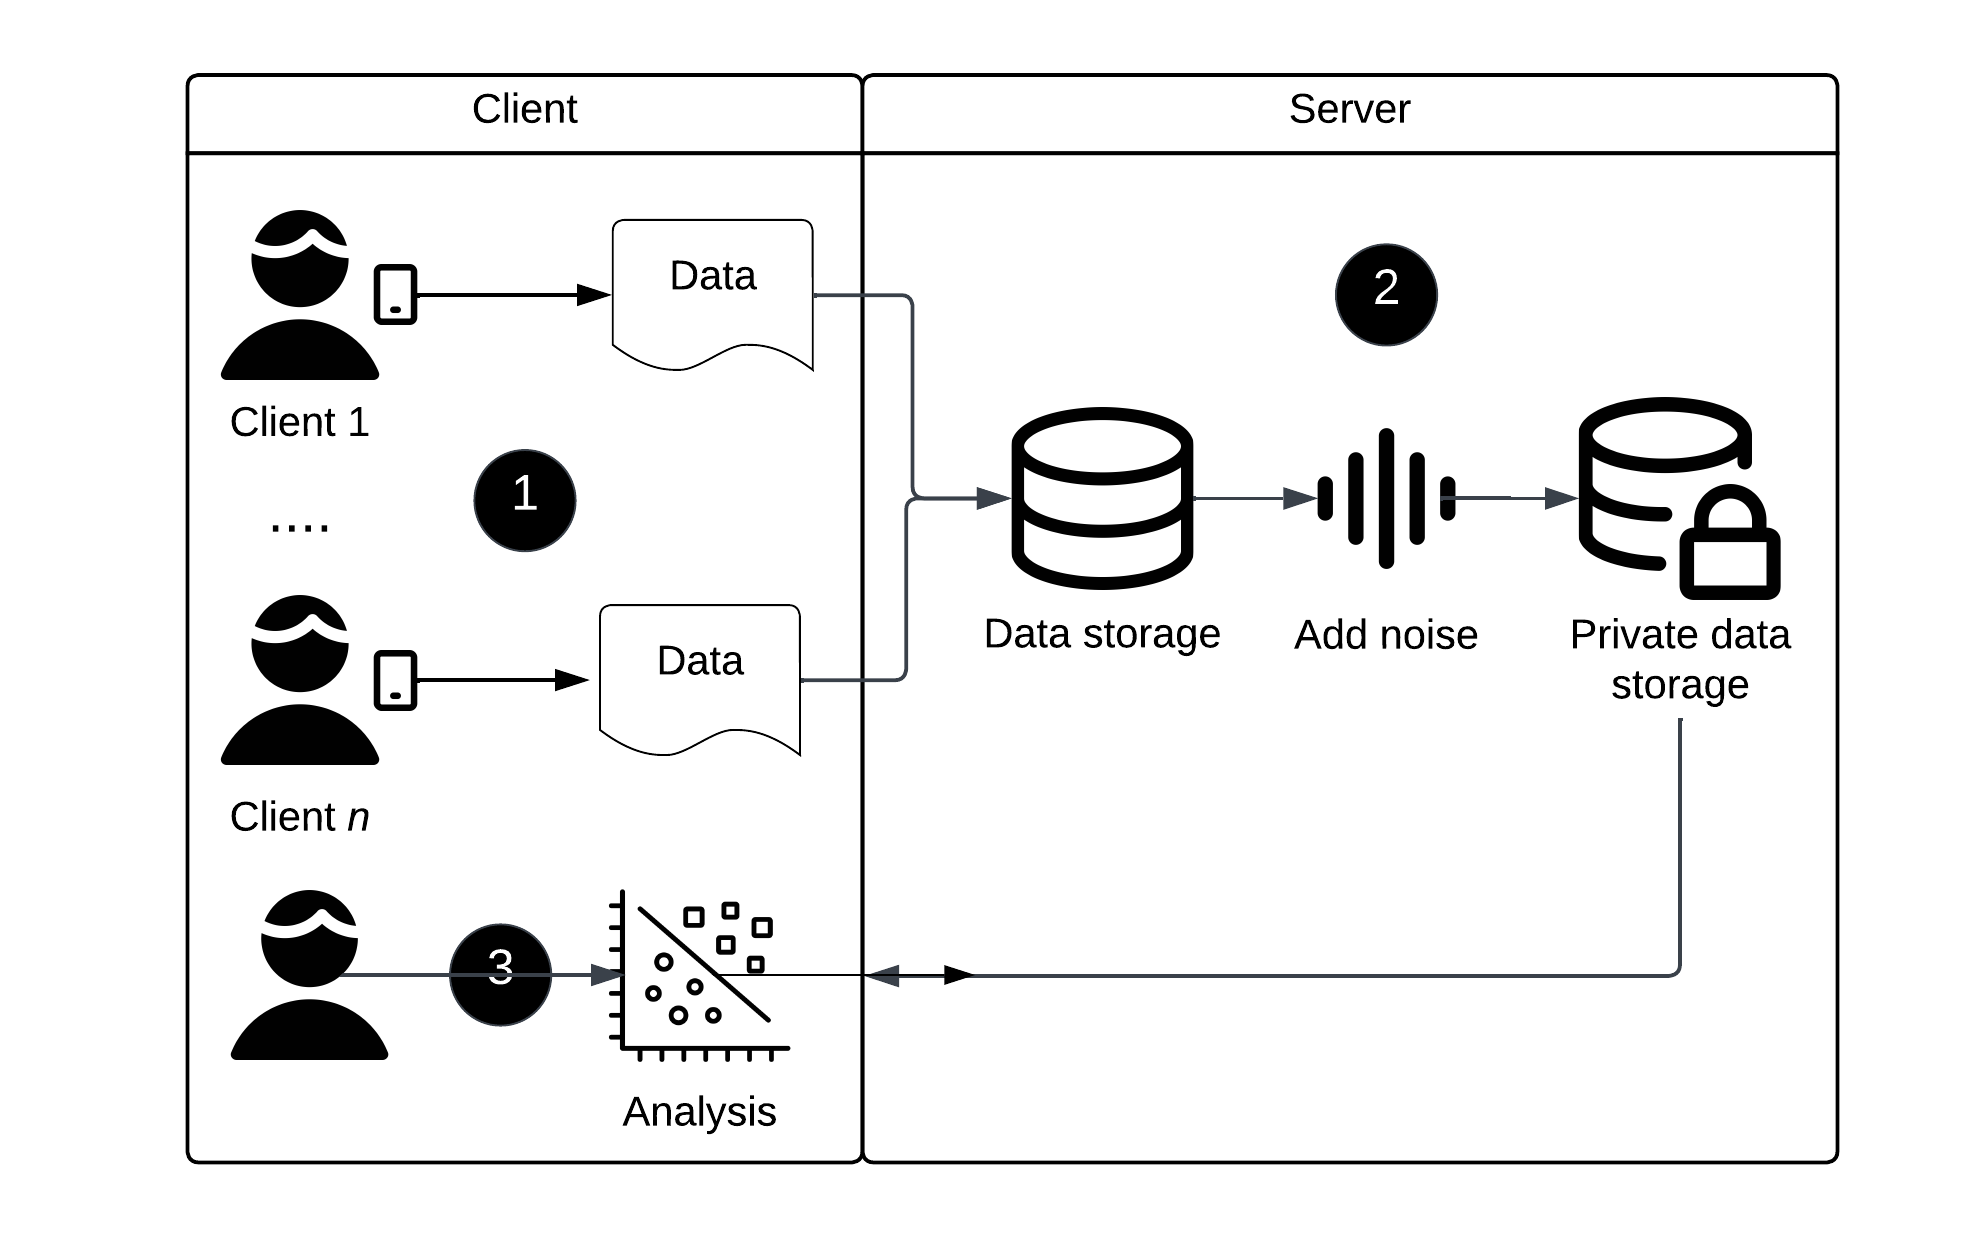 Client
Server
Data
2
Client 1
1
....
Data
Data storage
Add noise
Private data
storage
Client n
3
Analysis